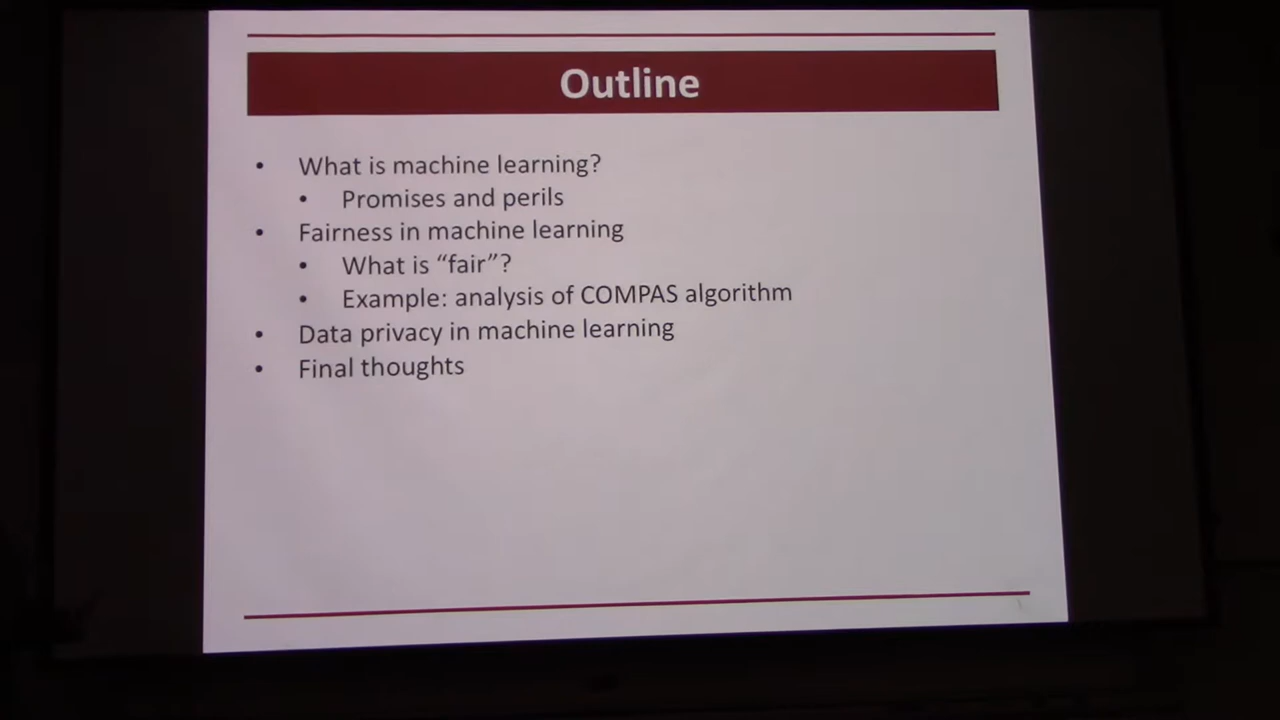 Outline
• What is machine learning?
• Promises and perils
• Fairness in machine learning
• What is “fair”?
• Example: analysis of COMPAS algorithm
• Data privacy in machine learning
• Final thoughts